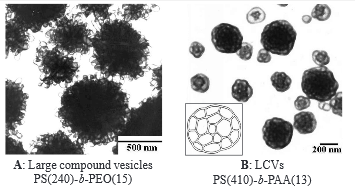 500 nm
A: Large compound vesicles
PS(240)-b-PEO(15)
200 nm
B: LCVs
PS(410)-b-PAA(13)